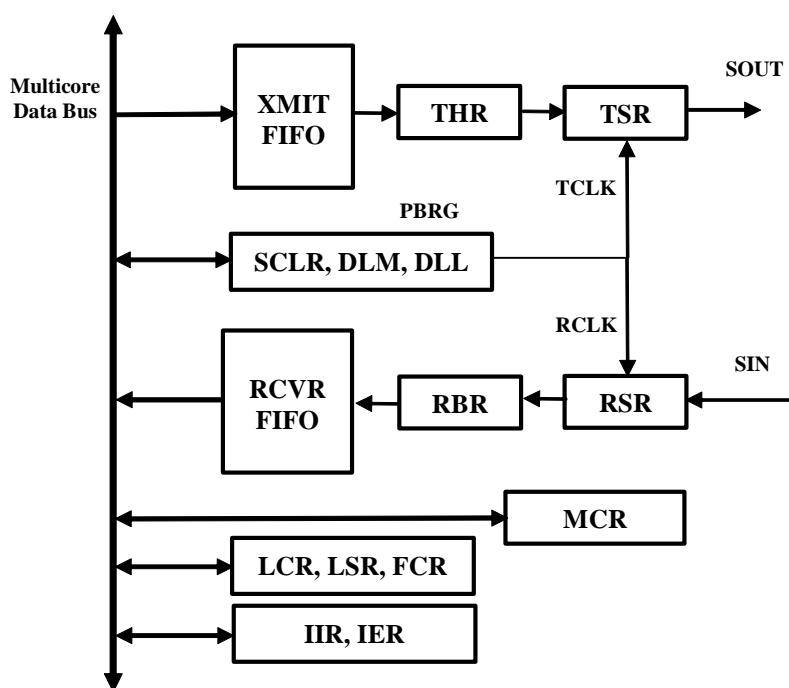 Multicore
Data Bus
XMIT
FIFO
THR
TSR
SOUT
TCLK
PBRG
SCLR, DLM, DLL
RCLK
RCVR
FIFO
RBR
RSR
SIN
MCR
LCR, LSR, FCR
IIR, IER